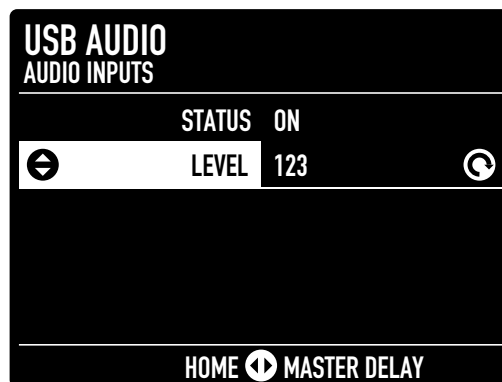 USB AUDIO
AUDIO INPUTS
STATUS ON
LEVEL 123
HOME MASTER DELAY